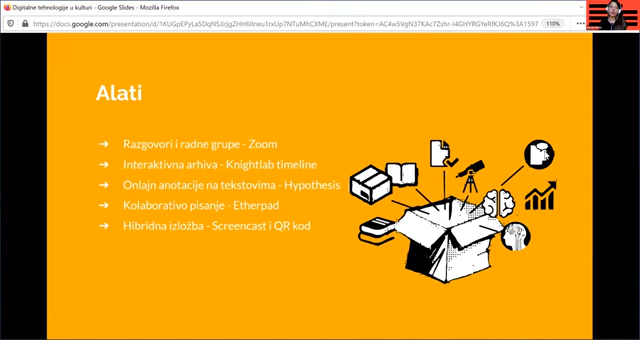 Digitalne tehnologije u kulturi - Google Slides - Mozilla Firefox
110%
Alati
➔ Razgovori i radne grupe - Zoom
➔ Interaktivna arhiva - Knightlab timeline
➔ Onlajn anotacije na tekstovima - Hypothesis
➔ Kolaborativo pisanje - Etherpad
➔ Hibridna izložba - Screencast i QR kod